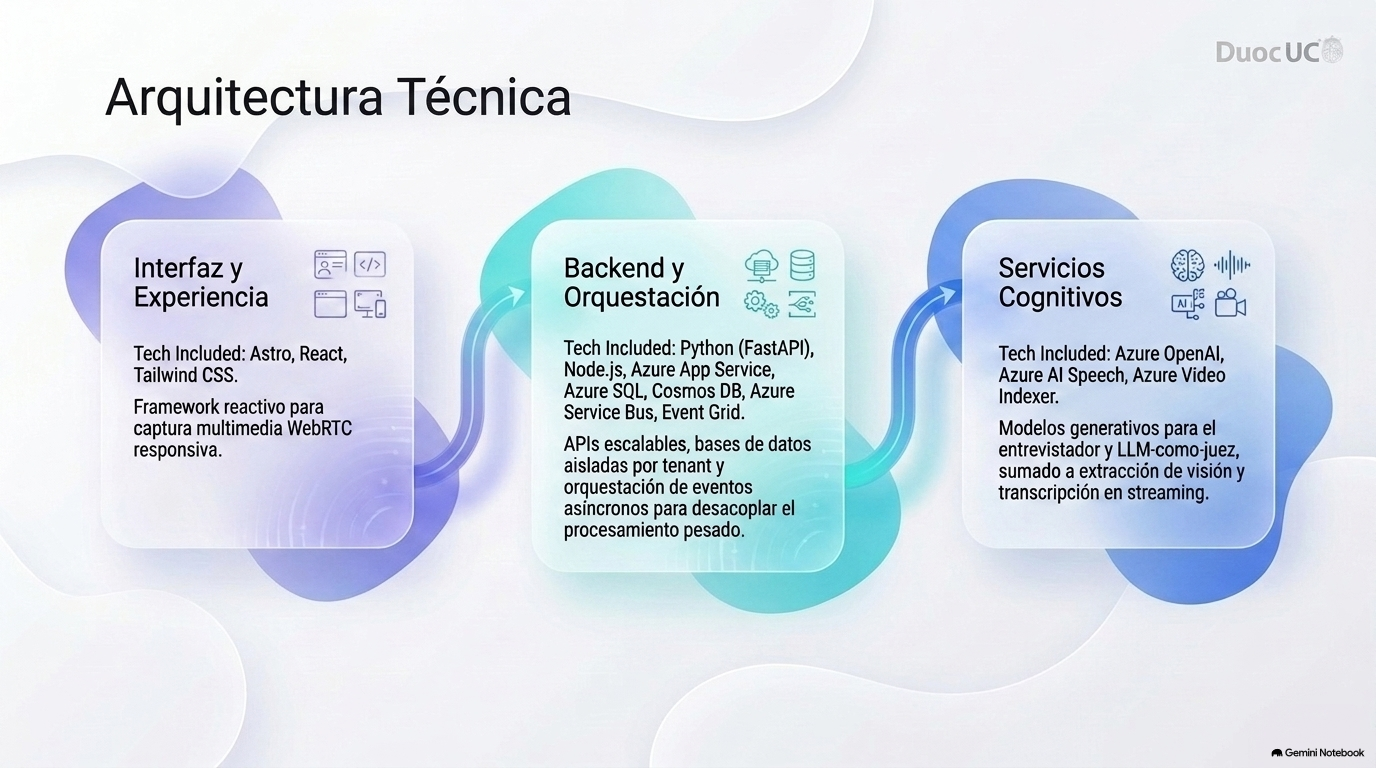 Duoc UC
Arquitectura Técnica
Interfaz y
Experiencia
Tech Included: Astro, React,
Tailwind CSS.
Framework reactivo para
captura multimedia WebRTC
responsiva.
Backend y
Orquestación
Tech Included: Python (FastAPI),
Node.js, Azure App Service,
Azure SQL, Cosmos DB, Azure
Service Bus, Event Grid.
APIs escalables, bases de datos
aisladas por tenant y
orquestación de eventos
asíncronos para desacoplar el
procesamiento pesado.
Servicios
Cognitivos
AI
Tech Included: Azure OpenAI,
Azure AI Speech, Azure Video
Indexer.
Modelos generativos para el
entrevistador y LLM-como-juez,
sumado a extracción de visión y
transcripción en streaming.
Gemini Notebook